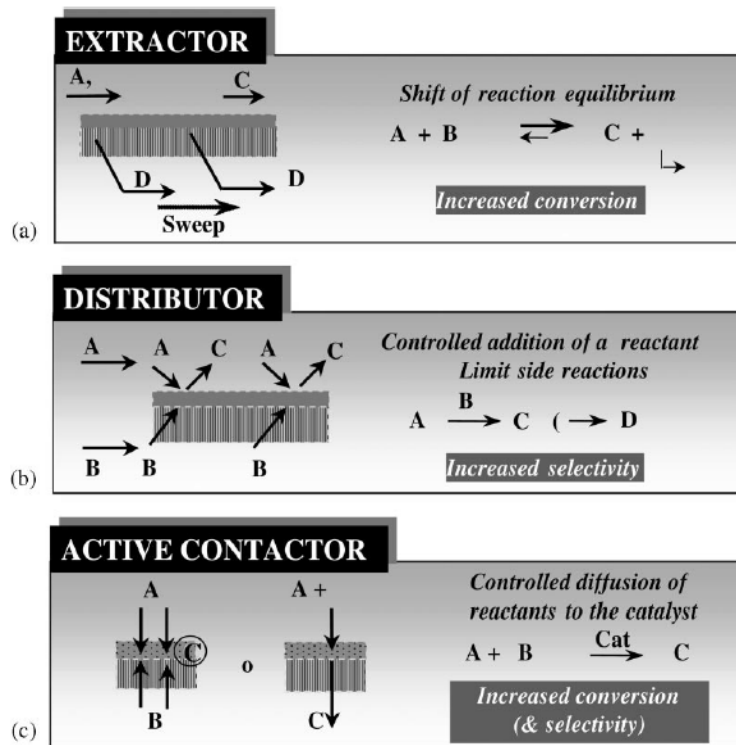 EXTRACTOR
A,
C
D
D
Sweep
Shift of reaction equilibrium
A + B C +
Increased conversion
(a)
DISTRIBUTOR
A A C A C
B B B
Controlled addition of a reactant
Limit side reactions
B
A C ( D
Increased selectivity
(b)
ACTIVE CONTACTOR
A
C
B
o
A +
C
Controlled diffusion of
reactants to the catalyst
Cat
A + B C
Increased conversion
(& selectivity)
(c)